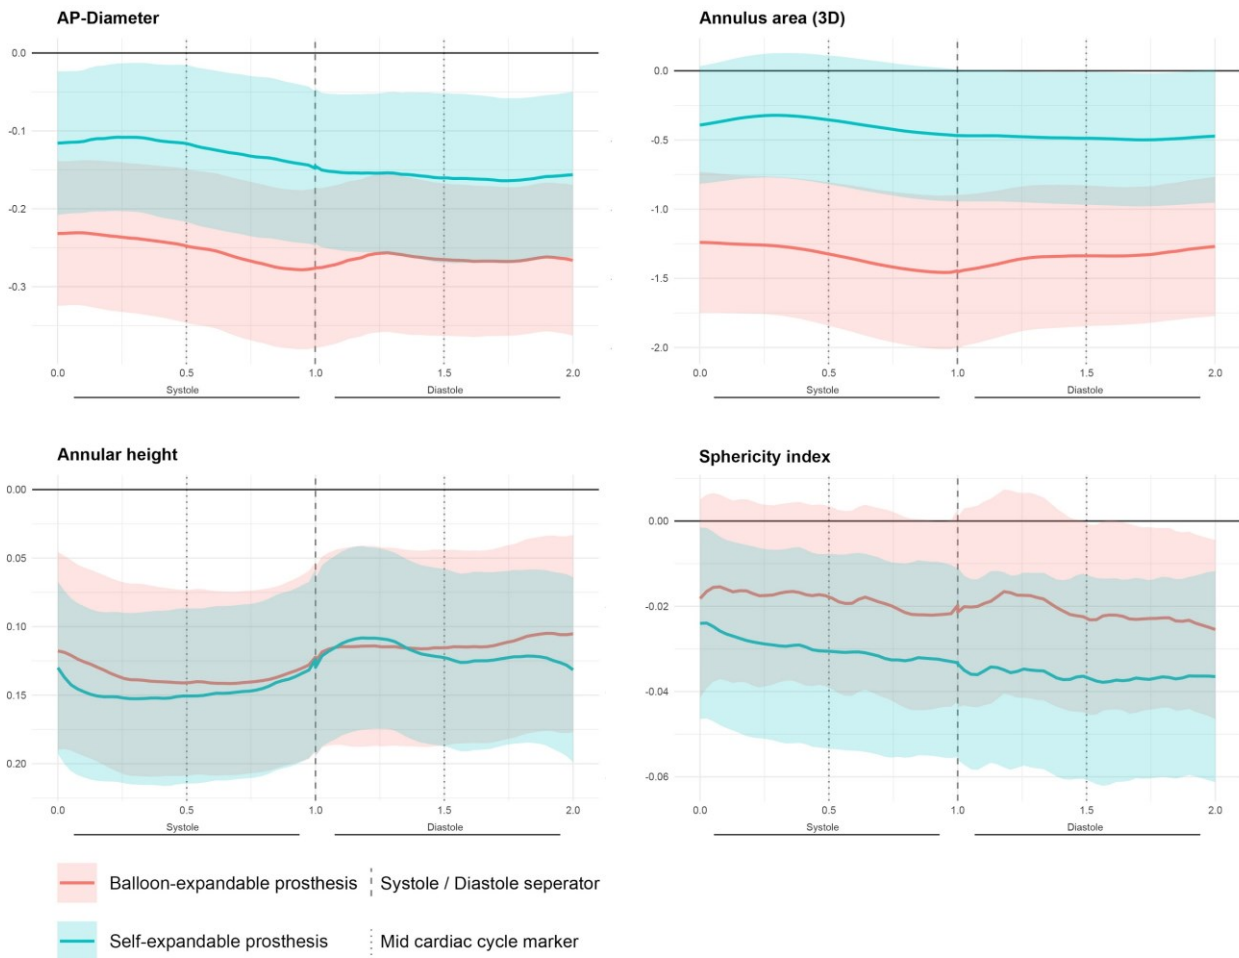 AP-Diameter
0.0
-0.1
-0.2
-0.3
0.0 0.5 1.0 1.5 2.0
Systole Diastole
Annulus area (3D)
0.0
-0.5
-1.0
-1.5
-2.0
0.0 0.5 1.0 1.5 2.0
Systole Diastole
Annular height
0.00
0.05
0.10
0.15
0.20
0.0 0.5 1.0 1.5 2.0
Systole Diastole
Sphericity index
0.00
-0.02
-0.04
-0.06
0.0 0.5 1.0 1.5 2.0
Systole Diastole
Balloon-expandable prosthesis
Systole / Diastole seperator
Self-expandable prosthesis
Mid cardiac cycle marker